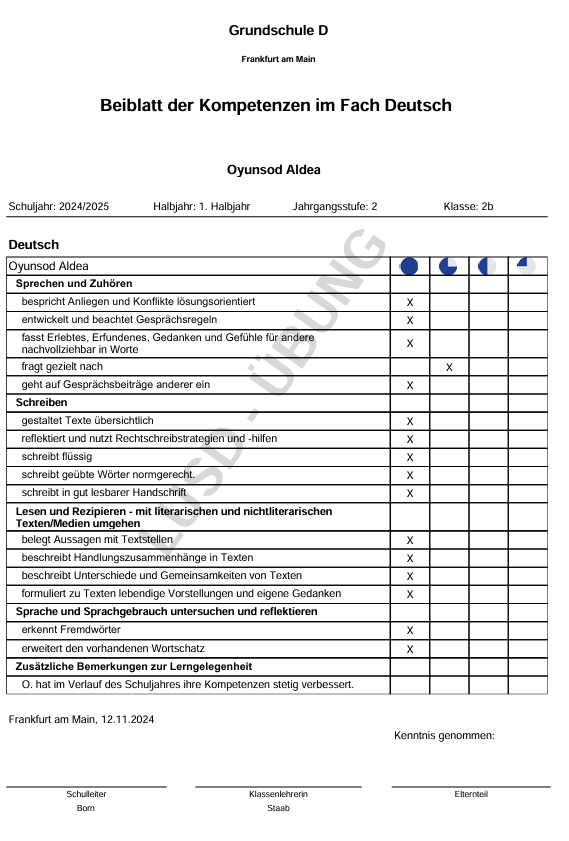 Grundschule D
Frankfurt am Main
Beiblatt der Kompetenzen im Fach Deutsch
Oyunsod Aldea
Schuljahr: 2024/2025 Halbjahr: 1. Halbjahr Jahrgangsstufe: 2 Klasse: 2b
Deutsch
Oyunsod Aldea
Sprechen und Zuhören
bespricht Anliegen und Konflikte lösungsorientiert X
entwickelt und beachtet Gesprächsregeln X
fasst Erlebtes, Erfundenes, Gedanken und Gefühle für andere
nachvollziehbar in Worte X
fragt gezielt nach X
geht auf Gesprächsbeiträge anderer ein X
Schreiben
gestaltet Texte übersichtlich X
reflektiert und nutzt Rechtschreibstrategien und -hilfen X
schreibt flüssig X
schreibt geübte Wörter normgerecht. X
schreibt in gut lesbarer Handschrift X
Lesen und Rezipieren - mit literarischen und nichtliterarischen
Texten/Medien umgehen
belegt Aussagen mit Textstellen X
beschreibt Handlungszusammenhänge in Texten X
beschreibt Unterschiede und Gemeinsamkeiten von Texten X
formuliert zu Texten lebendige Vorstellungen und eigene Gedanken X
Sprache und Sprachgebrauch untersuchen und reflektieren
erkennt Fremdwörter X
erweitert den vorhandenen Wortschatz X
Zusätzliche Bemerkungen zur Lerngelegenheit
O. hat im Verlauf des Schuljahres ihre Kompetenzen stetig verbessert.
LUSD - ÜBUNG
Frankfurt am Main, 12.11.2024
Kenntnis genommen:
Schulleiter Klassenlehrerin Elternteil
Born Staab